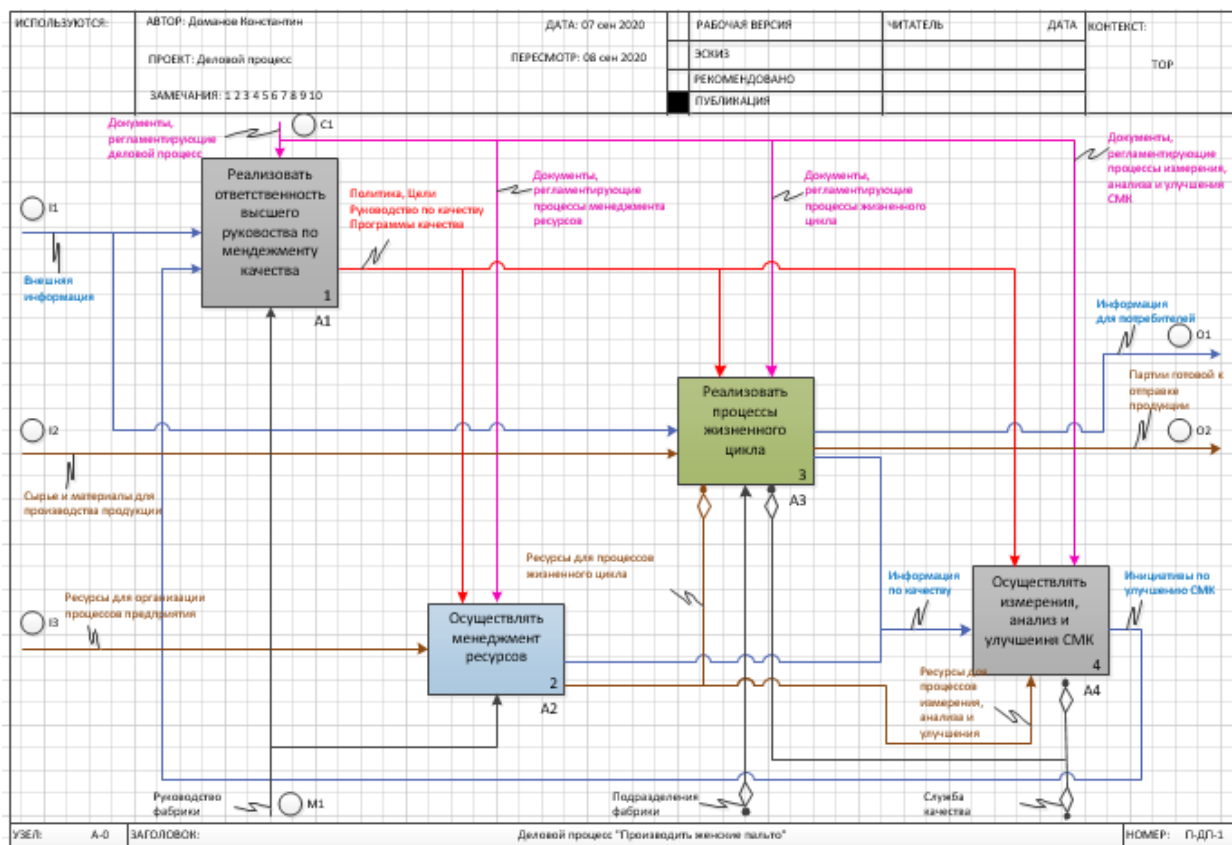 ИСПОЛЬЗУЮТСЯ:
АВТОР: Доманов Константин
ДАТА: 07 сен 2020
РАБОЧАЯ ВЕРСИЯ
ЧИТАТЕЛЬ
ДАТА
КОНТЕКСТ:
ПРОЕКТ: Деловой процесс
ПЕРЕСМОТР: 08 сен 2020
ЭСКИЗ
TOP
РЕКОМЕНДОВАНО
ЗАМЕЧАНИЯ: 1 2 3 4 5 6 7 8 9 10
ПУБЛИКАЦИЯ
Документы,
регламентирующие
деловой процесс
C1
Реализовать
ответственность
высшего
руковоства по
мендежменту
качества
1
A1
Политика, Цели
Руководство по качеству
Программы качества
Документы,
регламентирующие
процессы менеджмента
ресурсов
Документы,
регламентирующие
процессы жизненного
цикла
Документы,
регламентирующие
процессы измерения,
анализа и улучшения
СМК
I1
Внешняя
информация
Информация
для потребителей
O1
Партии готовой к
отправке
продукции
O2
Реализовать
процессы
жизненного
цикла
3
A3
I2
Сырье и материалы для
производства продукции
Ресурсы для процессов
жизненного цикла
Информация
по качеству
Осуществлять
измерения,
анализ и
улучшеиня СМК
4
A4
Инициативы по
улучшению СМК
Ресурсы для организации
процессов предприятия
I3
Осуществлять
менеджмент
ресурсов
2
A2
Ресурсы для
процессов
измерения,
анализа и
улучшения
Руководство
фабрики
M1
Подразделения
фабрики
Служба
качества
УЗЕЛ: А-0
ЗАГОЛОВОК:
Деловой процесс "Производить женские пальто"
НОМЕР: П-ДП-1